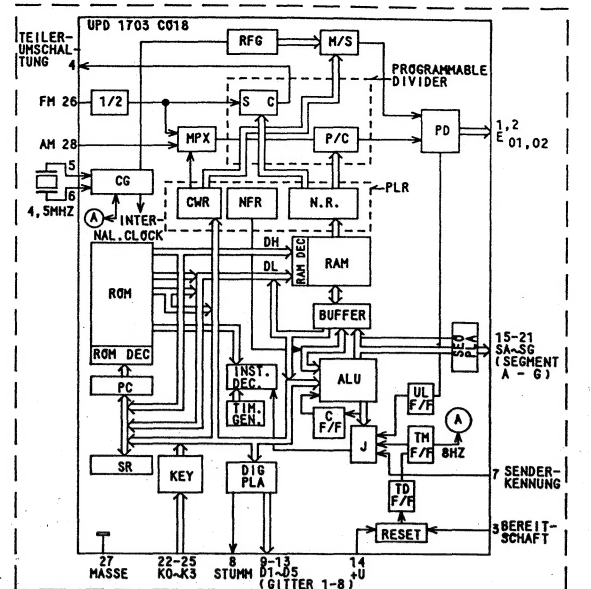 UPD 1703 C018
TEILER-
UMSCHAL-
TUNG
4
RFG
M/S
PROGRAMMABLE
DIVIDER
FM 26
1/2
S C
AM 28
MPX
P/C
PD
1,2
E 01,02
5
6
4,5MHZ
CG
A
INTER-
NAL.CLOCK
CWR
NFR
N.R.
PLR
ROM
ROM DEC
DH
DL
RAM DEC
RAM
BUFFER
SEG
PLA
15-21
SA~SG
(SEGMENT
A - G)
PC
INST.
DEC.
TIM.
GEN.
ALU
C
F/F
UL
F/F
J
TM
F/F
A
8HZ
SR
KEY
DIG
PLA
TD
F/F
7 SENDER-
KENNUNG
RESET
3 BEREIT-
SCHAFT
27
MASSE
22-25
KO~K3
8
STUMM
9-13
D1~D5
(GITTER 1-8)
14
+U